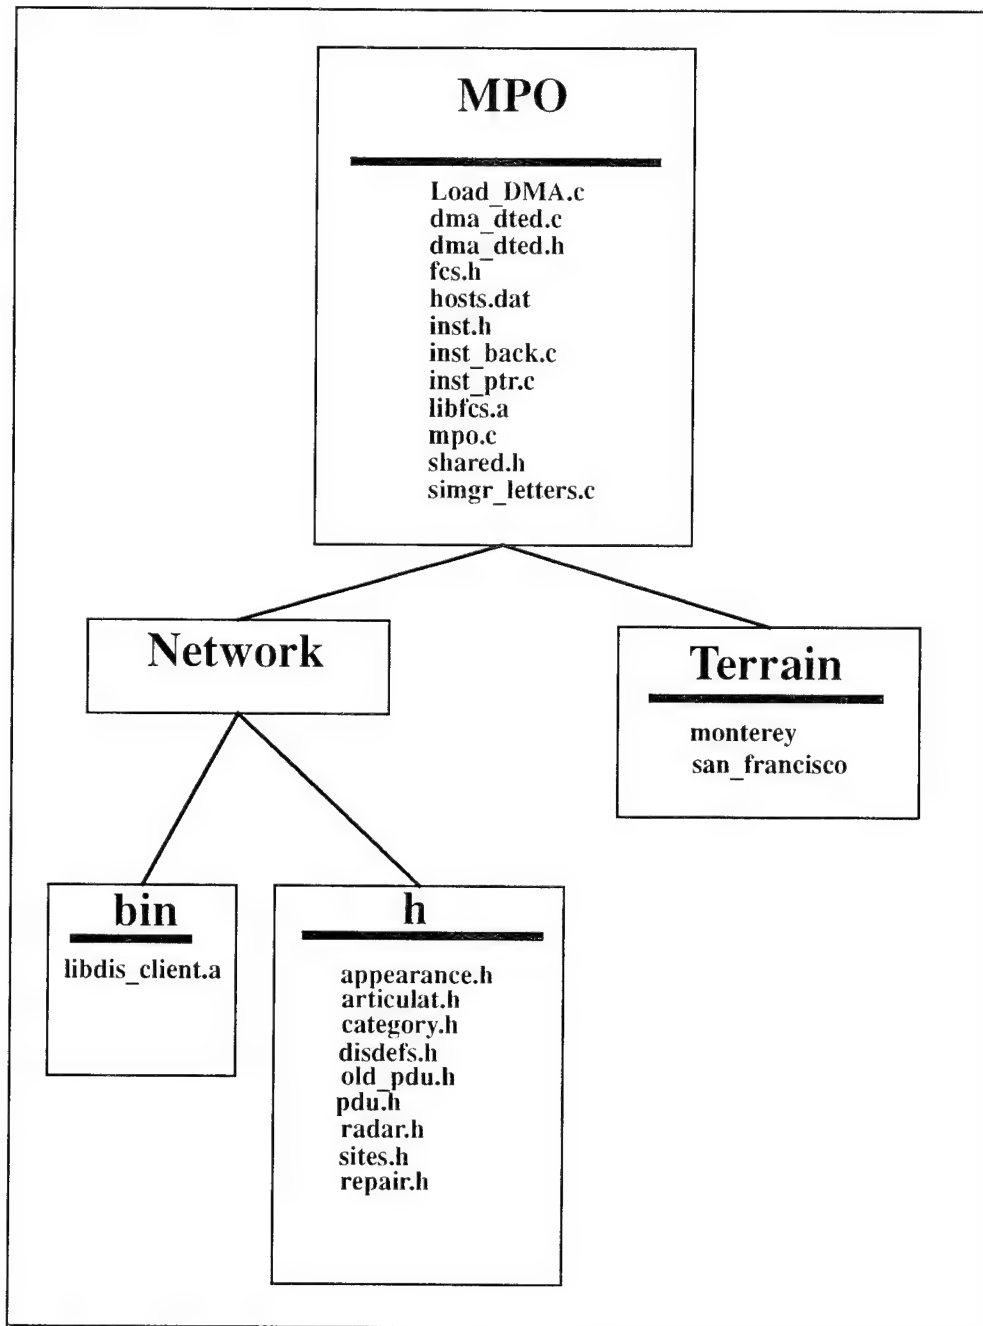 MPO
Load_DMA.c
dma_dted.c
dma_dted.h
fcs.h
hosts.dat
inst.h
inst_back.c
inst_ptr.c
libfcs.a
mpo.c
shared.h
simgr_letters.c
Network
Terrain
monterey
san_francisco
bin
libdis_client.a
h
appearance.h
articulat.h
category.h
disdefs.h
old_pdu.h
pdu.h
radar.h
sites.h
repair.h